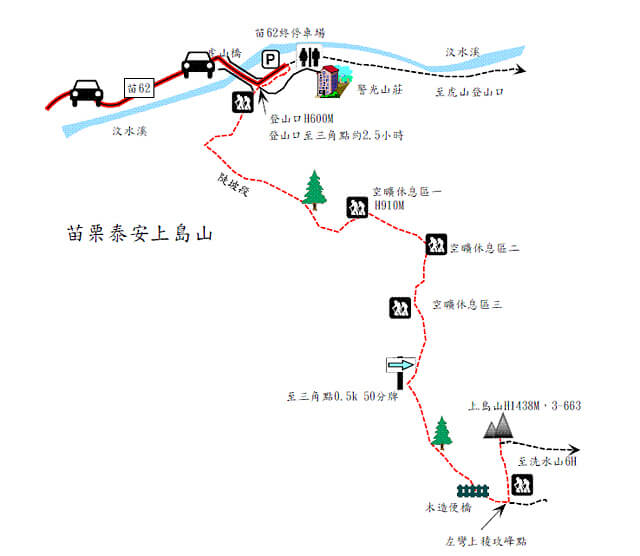 苗62終停車場
虎山橋
P
汶水溪
苗62
警光山莊
至虎山登山口
汶水溪
登山口H600M
登山口至三角點約2.5小時
陡坡段
空曠休息區一
H910M
苗栗泰安上島山
空曠休息區二
空曠休息區三
至三角點0.5k 50分牌
上島山H1438M，3-663
至洗水山6H
木造便橋
左彎上稜攻峰點